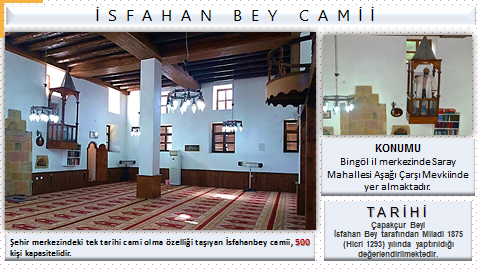 İSFAHAN BEY CAMİİ
Şehir merkezindeki tek tarihi cami olma özelliği taşıyan İsfahanbey camii, 500
kişi kapasitelidir.
KONUMU
Bingöl il merkezinde Saray
Mahallesi Aşağı Çarşı Mevkiinde
yer almaktadır.
TARİHİ
Çapakçur Beyi
İsfahan Bey tarafından Miladi 1875
(Hicri 1293) yılında yaptırıldığı
değerlendirilmektedir.